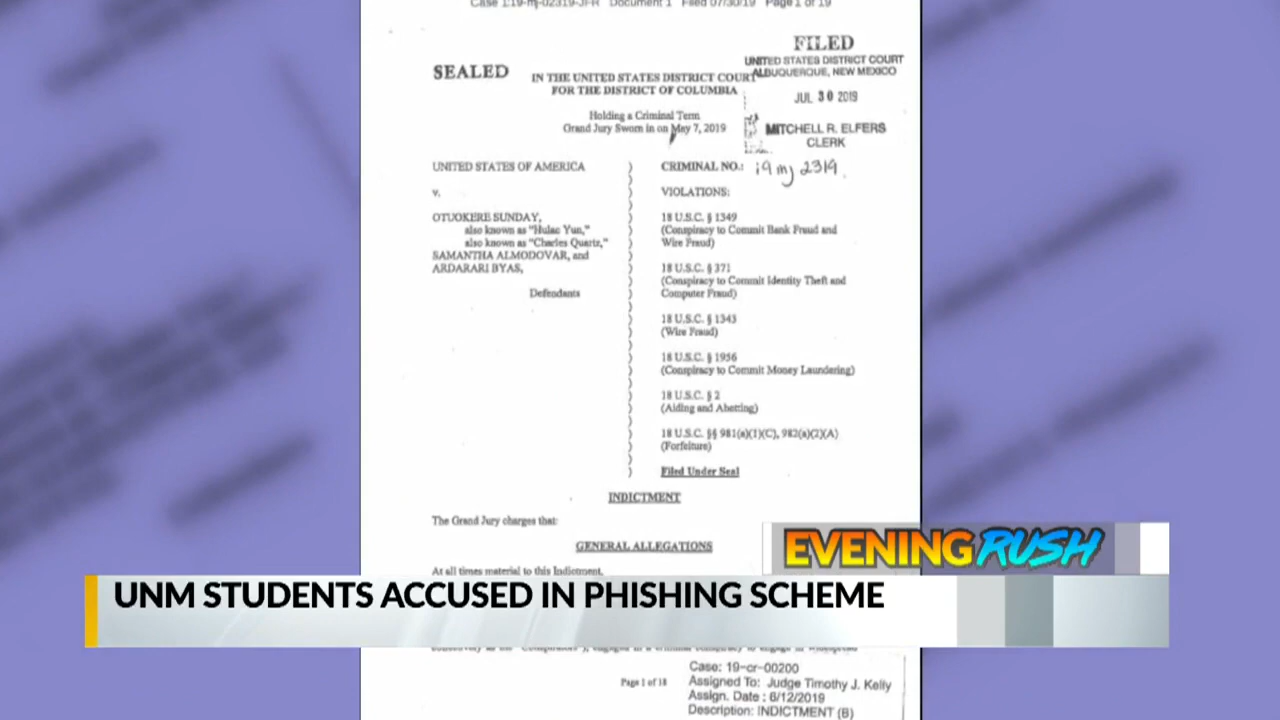 Case 1:19-mj-02319-JFR Document 1 Filed 07/30/19 Page 1 of 19
FILED
UNITED STATES DISTRICT COURT
ALBUQUERQUE, NEW MEXICO
JUL 30 2019
MITCHELL R. ELFERS
CLERK
SEALED
IN THE UNITED STATES DISTRICT COURT
FOR THE DISTRICT OF COLUMBIA
Holding a Criminal Term
Grand Jury Sworn in on May 7, 2019
UNITED STATES OF AMERICA
v.
OTUOKERE SUNDAY,
also known as "Hulac Yun,"
also known as "Charles Quartz,"
SAMANTHA ALMODOVAR, and
ARDARARI BYAS,
Defendants
CRIMINAL NO.: 19 mj 2319
VIOLATIONS:
18 U.S.C. § 1349
(Conspiracy to Commit Bank Fraud and
Wire Fraud)
18 U.S.C. § 371
(Conspiracy to Commit Identity Theft and
Computer Fraud)
18 U.S.C. § 1343
(Wire Fraud)
18 U.S.C. § 1956
(Conspiracy to Commit Money Laundering)
18 U.S.C. § 2
(Aiding and Abetting)
18 U.S.C. §§ 981(a)(1)(C), 982(a)(2)(A)
(Forfeiture)
Filed Under Seal
INDICTMENT
The Grand Jury charges that:
GENERAL ALLEGATIONS
At all times material to this Indictment,
EVENING RUSH
UNM STUDENTS ACCUSED IN PHISHING SCHEME
Page 1 of 18
Case: 19-cr-00200
Assigned To: Judge Timothy J. Kelly
Assign. Date : 6/12/2019
Description: INDICTMENT (B)